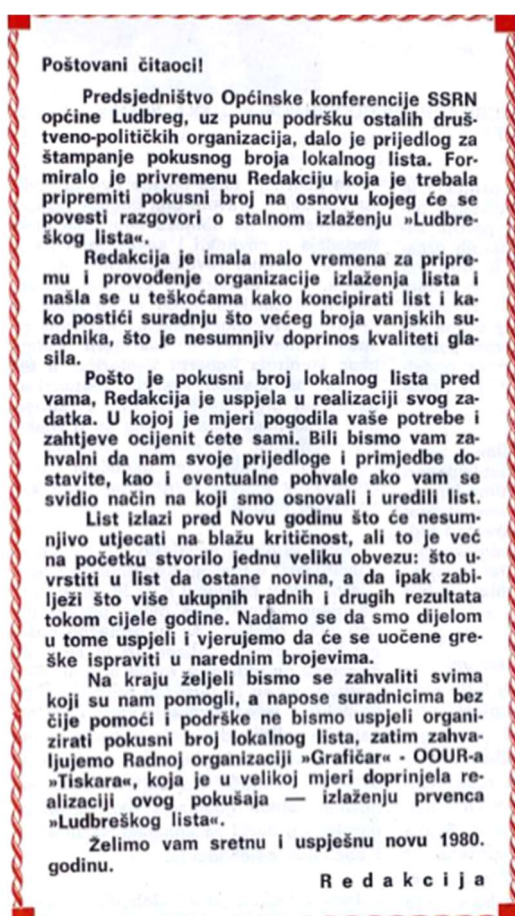 Poštovani čitaoci!
Predsjedništvo Općinske konferencije SSRN
općine Ludbreg, uz punu podršku ostalih druš-
tveno-političkih organizacija, dalo je prijedlog za
štampanje pokusnog broja lokalnog lista. For-
miralo je privremenu Redakciju koja je trebala
pripremiti pokusni broj na osnovu kojeg će se
povesti razgovori o stalnom izlaženju »Ludbre-
škog lista«.
Redakcija je imala malo vremena za pripre-
mu i provođenje organizacije izlaženja lista i
našla se u teškoćama kako koncipirati list i ka-
ko postići suradnju što većeg broja vanjskih su-
radnika, što je nesumnjiv doprinos kvaliteti gla-
sila.
Pošto je pokusni broj lokalnog lista pred
vama, Redakcija je uspjela u realizaciji svog za-
datka. U kojoj je mjeri pogodila vaše potrebe i
zahtjeve ocijenit ćete sami. Bili bismo vam za-
hvalni da nam svoje prijedloge i primjedbe do-
stavite, kao i eventualne pohvale ako vam se
svidio način na koji smo osnovali i uredili list.
List izlazi pred Novu godinu što će nesum-
njivo utjecati na blažu kritičnost, ali to je već
na početku stvorilo jednu veliku obvezu: što u-
vrstiti u list da ostane novina, a da ipak zabi-
lježi što više ukupnih radnih i drugih rezultata
tokom cijele godine. Nadamo se da smo dijelom
u tome uspjeli i vjerujemo da će se uočene gre-
ške ispraviti u narednim brojevima.
Na kraju željeli bismo se zahvaliti svima
koji su nam pomogli, a napose suradnicima bez
čije pomoći i podrške ne bismo uspjeli organi-
zirati pokusni broj lokalnog lista, zatim zahva-
ljujemo Radnoj organizaciji »Grafičar« - OOUR-a
»Tiskara«, koja je u velikoj mjeri doprinjela re-
alizaciji ovog pokušaja — izlaženju prvenca
»Ludbreškog lista«.
Želimo vam sretnu i uspješnu novu 1980.
godinu.
Redakcija